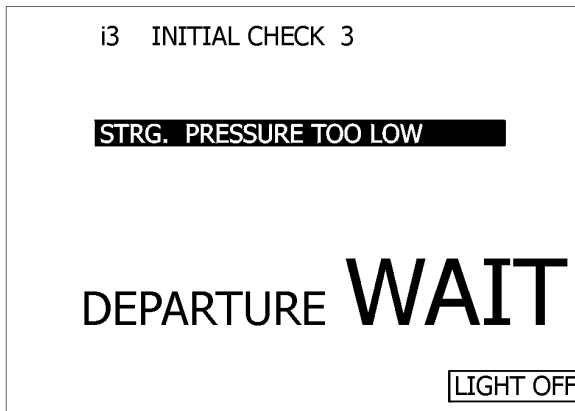 i3 INITIAL CHECK 3
STRG. PRESSURE TOO LOW
DEPARTURE WAIT
LIGHT OFF